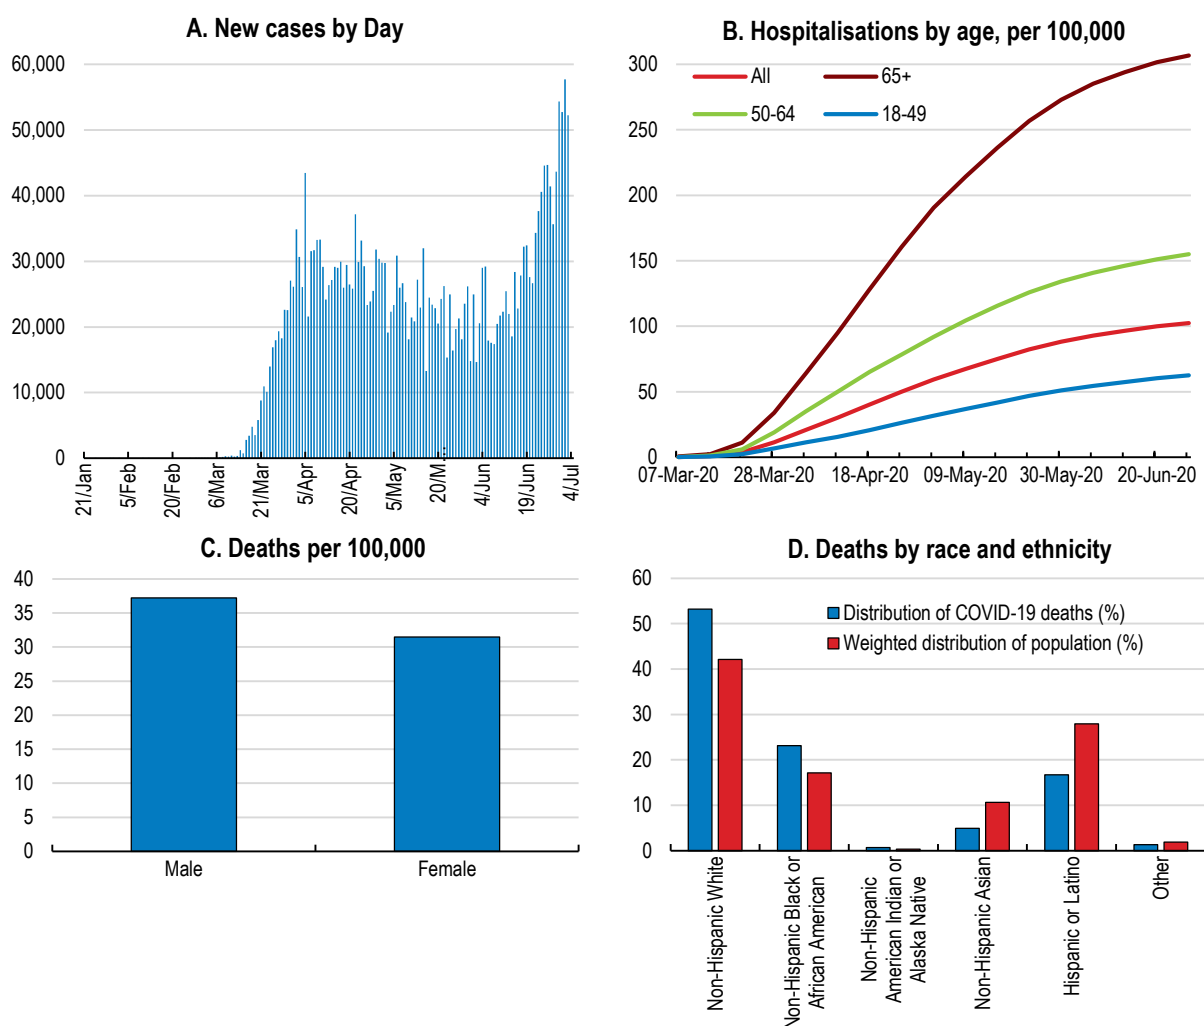 A. New cases by Day
60,000
50,000
40,000
30,000
20,000
10,000
0
21/Jan
5/Feb
20/Feb
6/Mar
21/Mar
5/Apr
20/Apr
5/May
20/M
4/Jun
19/Jun
4/Jul
B. Hospitalisations by age, per 100,000
300
250
200
150
100
50
0
All
65+
50-64
18-49
07-Mar-20
28-Mar-20
18-Apr-20
09-May-20
30-May-20
20-Jun-20
C. Deaths per 100,000
40
35
30
25
20
15
10
5
0
Male
Female
D. Deaths by race and ethnicity
60
50
40
30
20
10
0
Distribution of COVID-19 deaths (%)
Weighted distribution of population (%)
Non-Hispanic White
Non-Hispanic Black or
African American
Non-Hispanic
American Indian or
Alaska Native
Non-Hispanic Asian
Hispanic or Latino
Other